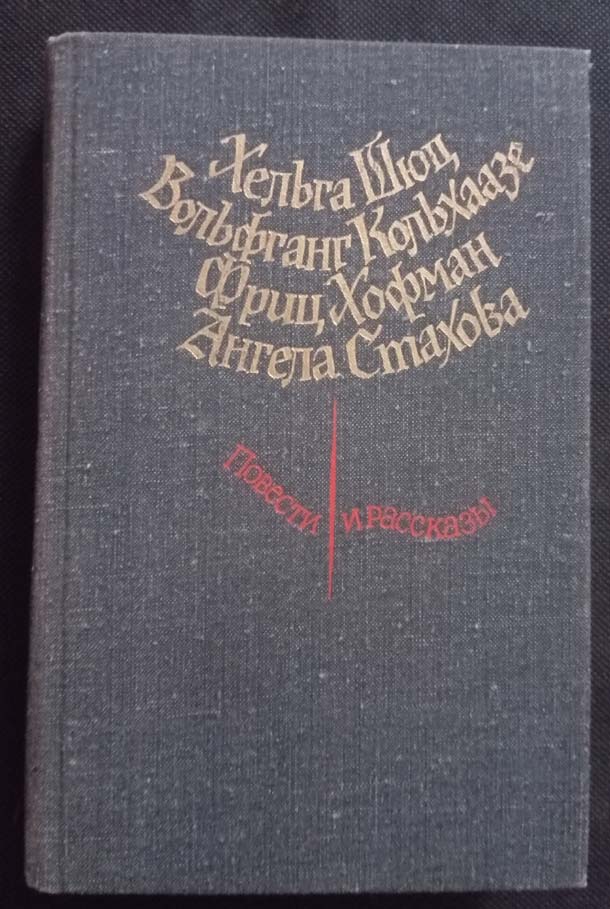 Хельга Шюц
Вольфганг Кольхаазе
Фриц Хофман
Ангела Стахова
Повести и рассказы